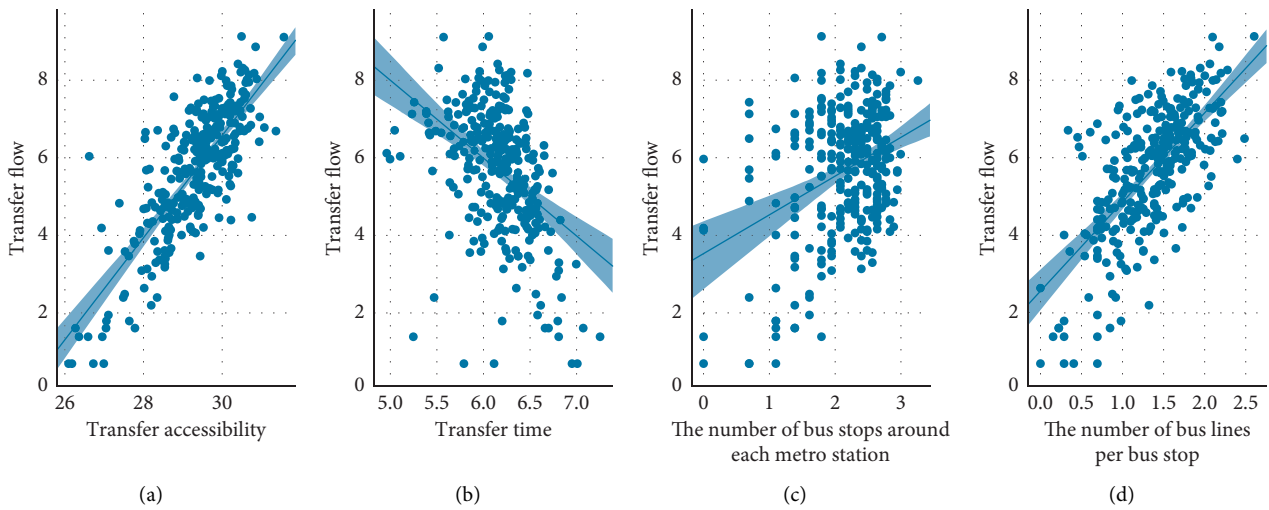 Transfer flow
8
6
4
2
0
26 28 30
Transfer accessibility
(a)
Transfer flow
8
6
4
2
0
5.0 5.5 6.0 6.5 7.0
Transfer time
(b)
Transfer flow
8
6
4
2
0
0 1 2 3
The number of bus stops around
each metro station
(c)
Transfer flow
8
6
4
2
0
0.0 0.5 1.0 1.5 2.0 2.5
The number of bus lines
per bus stop
(d)